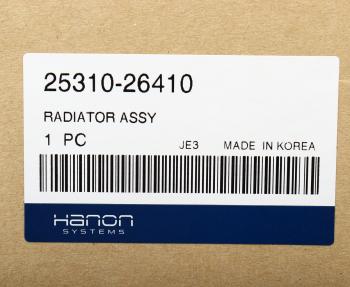 25310-26410
RADIATOR ASSY
1 PC JE3 MADE IN KOREA
Hanon
SYSTEMS